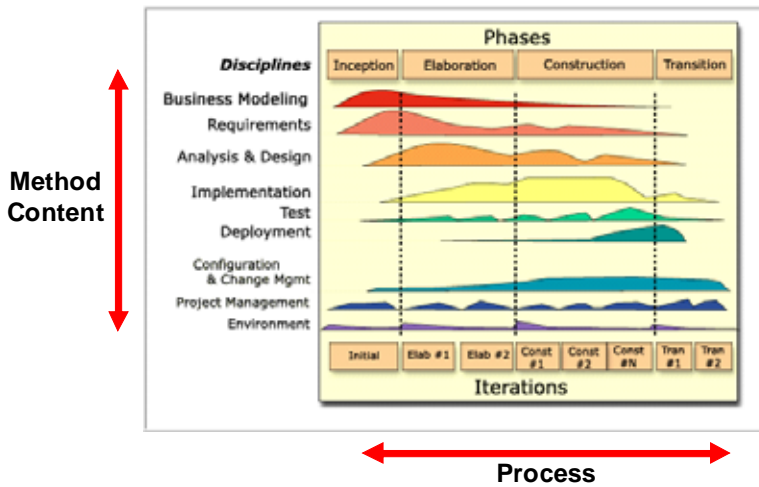 Phases
Disciplines
Inception Elaboration Construction Transition
Business Modeling
Requirements
Analysis & Design
Method
Content
Implementation
Test
Deployment
Configuration
& Change Mgmt
Project Management
Environment
Initial Elab #1 Elab #2 Const #1 Const #2 Const #N Tran #1 Tran #2
Iterations
Process